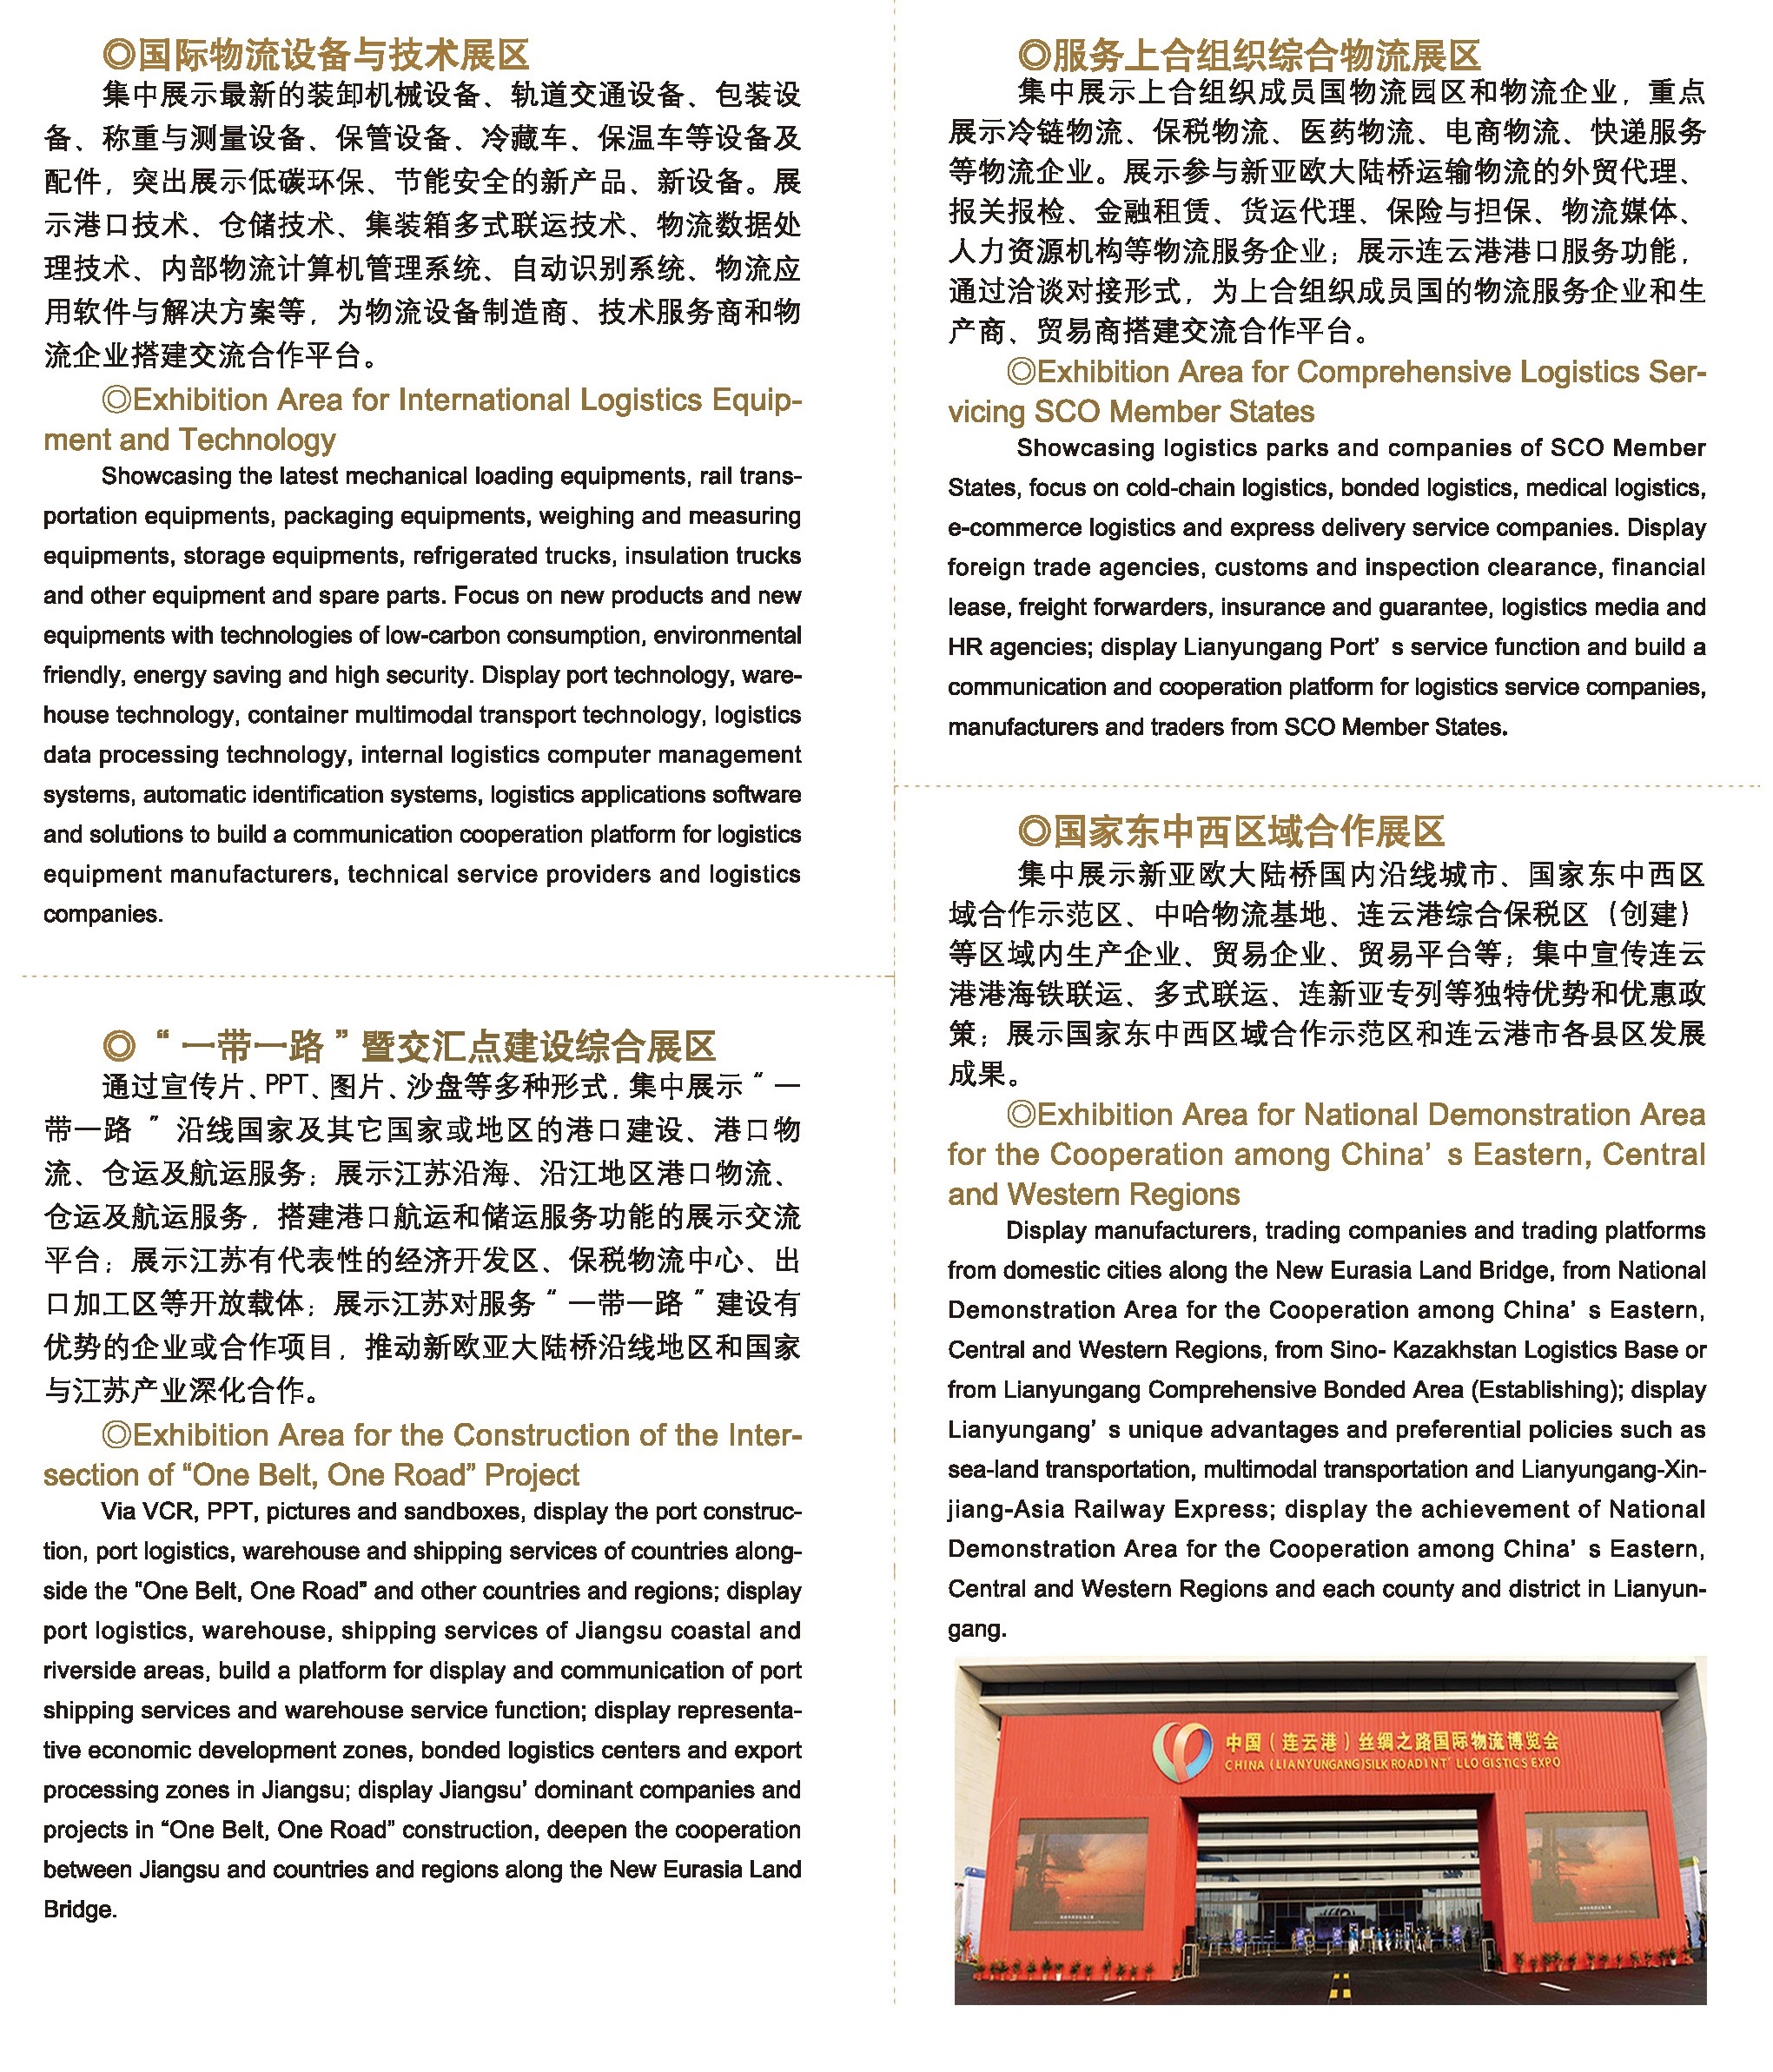 ◎国际物流设备与技术展区
集中展示最新的装卸机械设备、轨道交通设备、包装设
备、称重与测量设备、保管设备、冷藏车、保温车等设备及
配件，突出展示低碳环保、节能安全的新产品、新设备。展
示港口技术、仓储技术、集装箱多式联运技术、物流数据处
理技术、内部物流计算机管理系统、自动识别系统、物流应
用软件与解决方案等，为物流设备制造商、技术服务商和物
流企业搭建交流合作平台。
◎Exhibition Area for International Logistics Equip-
ment and Technology
Showcasing the latest mechanical loading equipments, rail trans-
portation equipments, packaging equipments, weighing and measuring
equipments, storage equipments, refrigerated trucks, insulation trucks
and other equipment and spare parts. Focus on new products and new
equipments with technologies of low-carbon consumption, environmental
friendly, energy saving and high security. Display port technology, ware-
house technology, container multimodal transport technology, logistics
data processing technology, internal logistics computer management
systems, automatic identification systems, logistics applications software
and solutions to build a communication cooperation platform for logistics
equipment manufacturers, technical service providers and logistics
companies.
◎“一带一路”暨交汇点建设综合展区
通过宣传片、PPT、图片、沙盘等多种形式，集中展示“一
带一路”沿线国家及其它国家或地区的港口建设、港口物
流、仓运及航运服务；展示江苏沿海、沿江地区港口物流、
仓运及航运服务，搭建港口航运和储运服务功能的展示交流
平台；展示江苏有代表性的经济开发区、保税物流中心、出
口加工区等开放载体；展示江苏对服务“一带一路”建设有
优势的企业或合作项目，推动新欧亚大陆桥沿线地区和国家
与江苏产业深化合作。
◎Exhibition Area for the Construction of the Inter-
section of “One Belt, One Road” Project
Via VCR, PPT, pictures and sandboxes, display the port construc-
tion, port logistics, warehouse and shipping services of countries along-
side the "One Belt, One Road" and other countries and regions; display
port logistics, warehouse, shipping services of Jiangsu coastal and
riverside areas, build a platform for display and communication of port
shipping services and warehouse service function; display representa-
tive economic development zones, bonded logistics centers and export
processing zones in Jiangsu; display Jiangsu’ dominant companies and
projects in “One Belt, One Road” construction, deepen the cooperation
between Jiangsu and countries and regions along the New Eurasia Land
Bridge.
◎服务上合组织综合物流展区
集中展示上合组织成员国物流园区和物流企业，重点
展示冷链物流、保税物流、医药物流、电商物流、快递服务
等物流企业。展示参与新亚欧大陆桥运输物流的外贸代理、
报关报检、金融租赁、货运代理、保险与担保、物流媒体、
人力资源机构等物流服务企业；展示连云港港口服务功能，
通过洽谈对接形式，为上合组织成员国的物流服务企业和生
产商、贸易商搭建交流合作平台。
◎Exhibition Area for Comprehensive Logistics Ser-
vicing SCO Member States
Showcasing logistics parks and companies of SCO Member
States, focus on cold-chain logistics, bonded logistics, medical logistics,
e-commerce logistics and express delivery service companies. Display
foreign trade agencies, customs and inspection clearance, financial
lease, freight forwarders, insurance and guarantee, logistics media and
HR agencies; display Lianyungang Port’ s service function and build a
communication and cooperation platform for logistics service companies,
manufacturers and traders from SCO Member States.
◎国家东中西区域合作展区
集中展示新亚欧大陆桥国内沿线城市、国家东中西区
域合作示范区、中哈物流基地、连云港综合保税区（创建）
等区域内生产企业、贸易企业、贸易平台等；集中宣传连云
港港海铁联运、多式联运、连新亚专列等独特优势和优惠政
策；展示国家东中西区域合作示范区和连云港市各县区发展
成果。
◎Exhibition Area for National Demonstration Area
for the Cooperation among China’ s Eastern, Central
and Western Regions
Display manufacturers, trading companies and trading platforms
from domestic cities along the New Eurasia Land Bridge, from National
Demonstration Area for the Cooperation among China’ s Eastern,
Central and Western Regions, from Sino- Kazakhstan Logistics Base or
from Lianyungang Comprehensive Bonded Area (Establishing); display
Lianyungang’ s unique advantages and preferential policies such as
sea-land transportation, multimodal transportation and Lianyungang-Xin-
jiang-Asia Railway Express; display the achievement of National
Demonstration Area for the Cooperation among China’ s Eastern,
Central and Western Regions and each county and district in Lianyun-
gang.
中国（连云港）丝绸之路国际物流博览会
CHINA (LIANYUNGANG)SILK ROADINT' LLO GISTICS EXPO